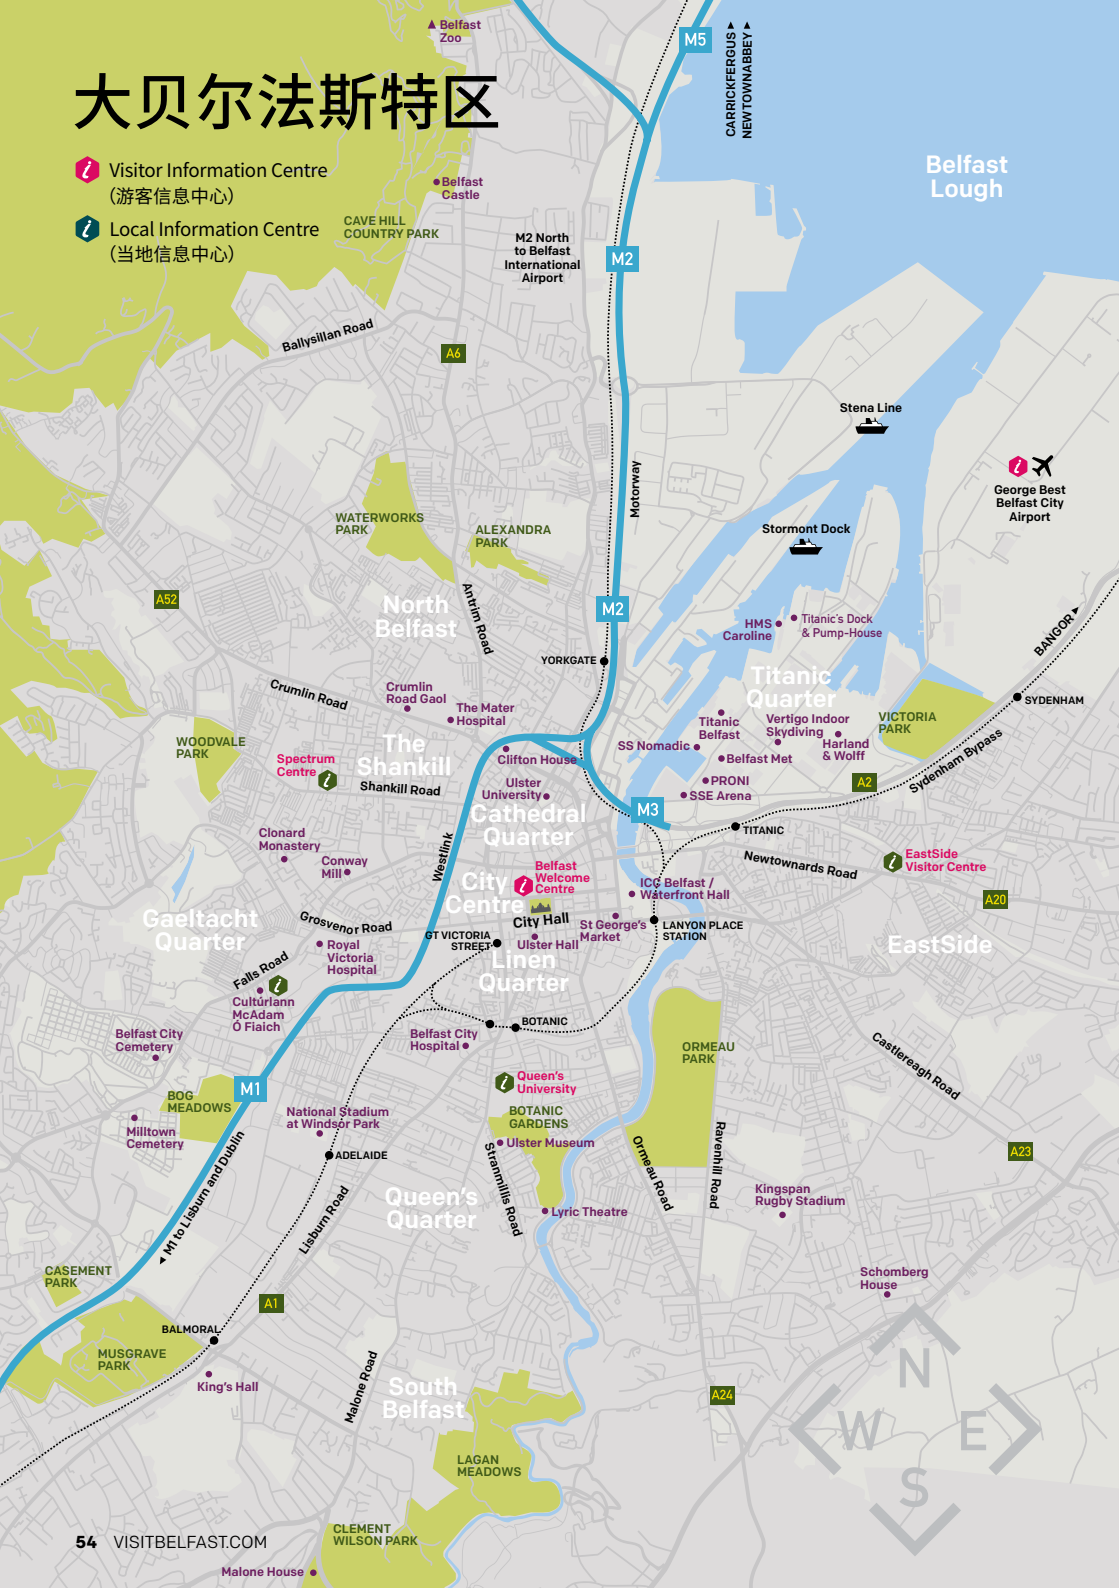 Belfast
Zoo
M5
CARRICKFERGUS
NEWTOWNABBEY
大贝尔法斯特区
Visitor Information Centre
（游客信息中心）
Local Information Centre
（当地信息中心）
Belfast
Lough
Belfast
Castle
CAVE HILL
COUNTRY PARK
M2 North
to Belfast
International
Airport
M2
Ballysillan Road
A6
Stena Line
Motorway
George Best
Belfast City
Airport
WATERWORKS
PARK
ALEXANDRA
PARK
Stormont Dock
A52
North
Belfast
Antrim Road
M2
HMS
Caroline
Titanic's Dock
& Pump-House
BANGOR
YORKGATE
Titanic
Quarter
SYDENHAM
Crumlin Road
Crumlin
Road Gaol
The Mater
Hospital
Titanic
Belfast
Vertigo Indoor
Skydiving
VICTORIA
PARK
WOODVALE
PARK
The
Shankill
Clifton House
SS Nomadic
Harland
& Wolff
Belfast Met
Sydenham Bypass
Spectrum
Centre
Shankill Road
Ulster
University
PRONI
SSE Arena
A2
Cathedral
Quarter
M3
TITANIC
Clonard
Monastery
Conway
Mill
Westlink
Belfast
Welcome
Centre
City
Centre
City Hall
ICC Belfast /
Waterfront Hall
Newtownards Road
EastSide
Visitor Centre
A20
Gaeltacht
Quarter
Grosvenor Road
GT VICTORIA
STREET
Ulster Hall
St George's
Market
LANYON PLACE
STATION
EastSide
Royal
Victoria
Hospital
Linen
Quarter
Falls Road
Cultúrlann
McAdam
Ó Fiaich
Belfast City
Cemetery
Belfast City
Hospital
BOTANIC
ORMEAU
PARK
Castlereagh Road
M1
BOG
MEADOWS
Queen's
University
National Stadium
at Windsor Park
BOTANIC
GARDENS
Milltown
Cemetery
Ulster Museum
ADELAIDE
M1 to Lisburn and Dublin
Stranmillis Road
Ormeau Road
Ravenhill Road
A23
Lisburn Road
Queen's
Quarter
Lyric Theatre
Kingspan
Rugby Stadium
CASEMENT
PARK
Schomberg
House
A1
BALMORAL
MUSGRAVE
PARK
King's Hall
Malone Road
South
Belfast
A24
N
W
E
S
LAGAN
MEADOWS
CLEMENT
WILSON PARK
54 VISITBELFAST.COM
Malone House